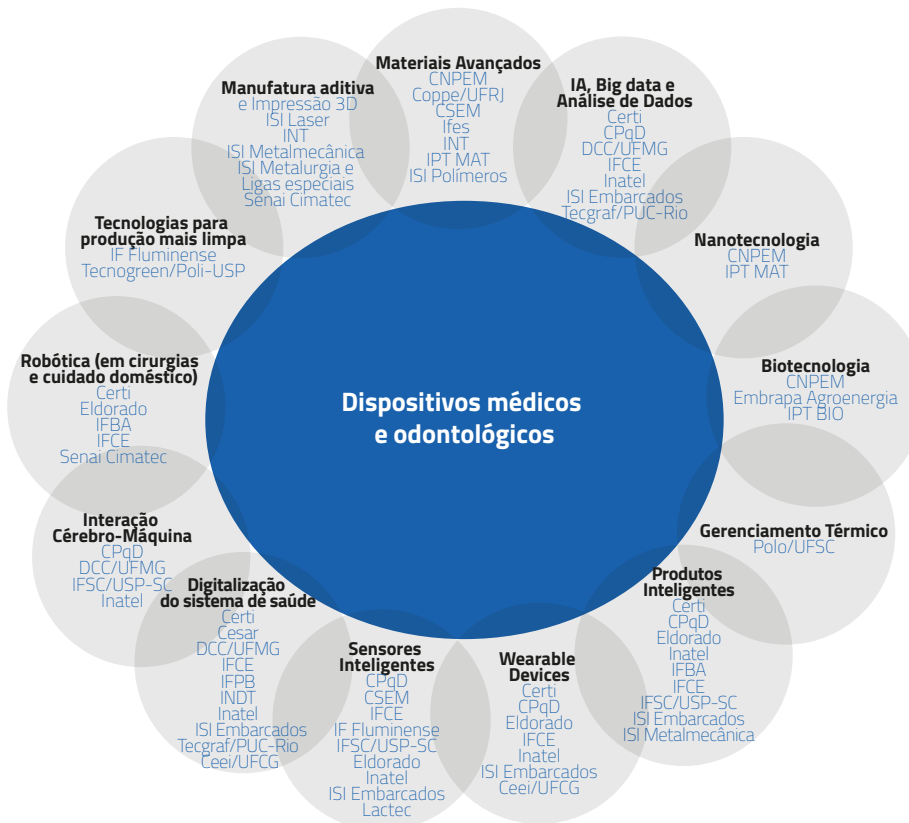 Materiais Avançados
CNPEM
Coppe/UFRJ
CSEM
Ifes
INT
IPT MAT
ISI Polímeros
IA, Big data e
Análise de Dados
Certi
CPqD
DCC/UFMG
IFCE
Inatel
ISI Embarcados
Tecgraf/PUC-Rio
Nanotecnologia
CNPEM
IPT MAT
Biotecnologia
CNPEM
Embrapa Agroenergia
IPT BIO
Gerenciamento Térmico
Polo/UFSC
Produtos
Inteligentes
Certi
CPqD
Eldorado
Inatel
IFBA
IFCE
IFSC/USP-SC
ISI Embarcados
ISI Metalmecânica
Wearable
Devices
Certi
CPqD
Eldorado
IFCE
Inatel
ISI Embarcados
Ceei/UFCG
Sensores
Inteligentes
CPqD
CSEM
IFCE
IF Fluminense
IFSC/USP-SC
Eldorado
Inatel
ISI Embarcados
Lactec
Digitalização
do sistema de saúde
Certi
Cesar
DCC/UFMG
IFCE
IFPB
INDT
Inatel
ISI Embarcados
Tecgraf/PUC-Rio
Ceei/UFCG
Interação
Cérebro-Máquina
CPqD
DCC/UFMG
IFSC/USP-SC
Inatel
Robótica (em cirurgias
e cuidado doméstico)
Certi
Eldorado
IFBA
IFCE
Senai Cimatec
Tecnologias para
produção mais limpa
IF Fluminense
Tecnogreen/Poli-USP
Manufatura aditiva
e Impressão 3D
ISI Laser
INT
ISI Metalmecânica
ISI Metalurgia e
Ligas especiais
Senai Cimatec
Dispositivos médicos
e odontológicos